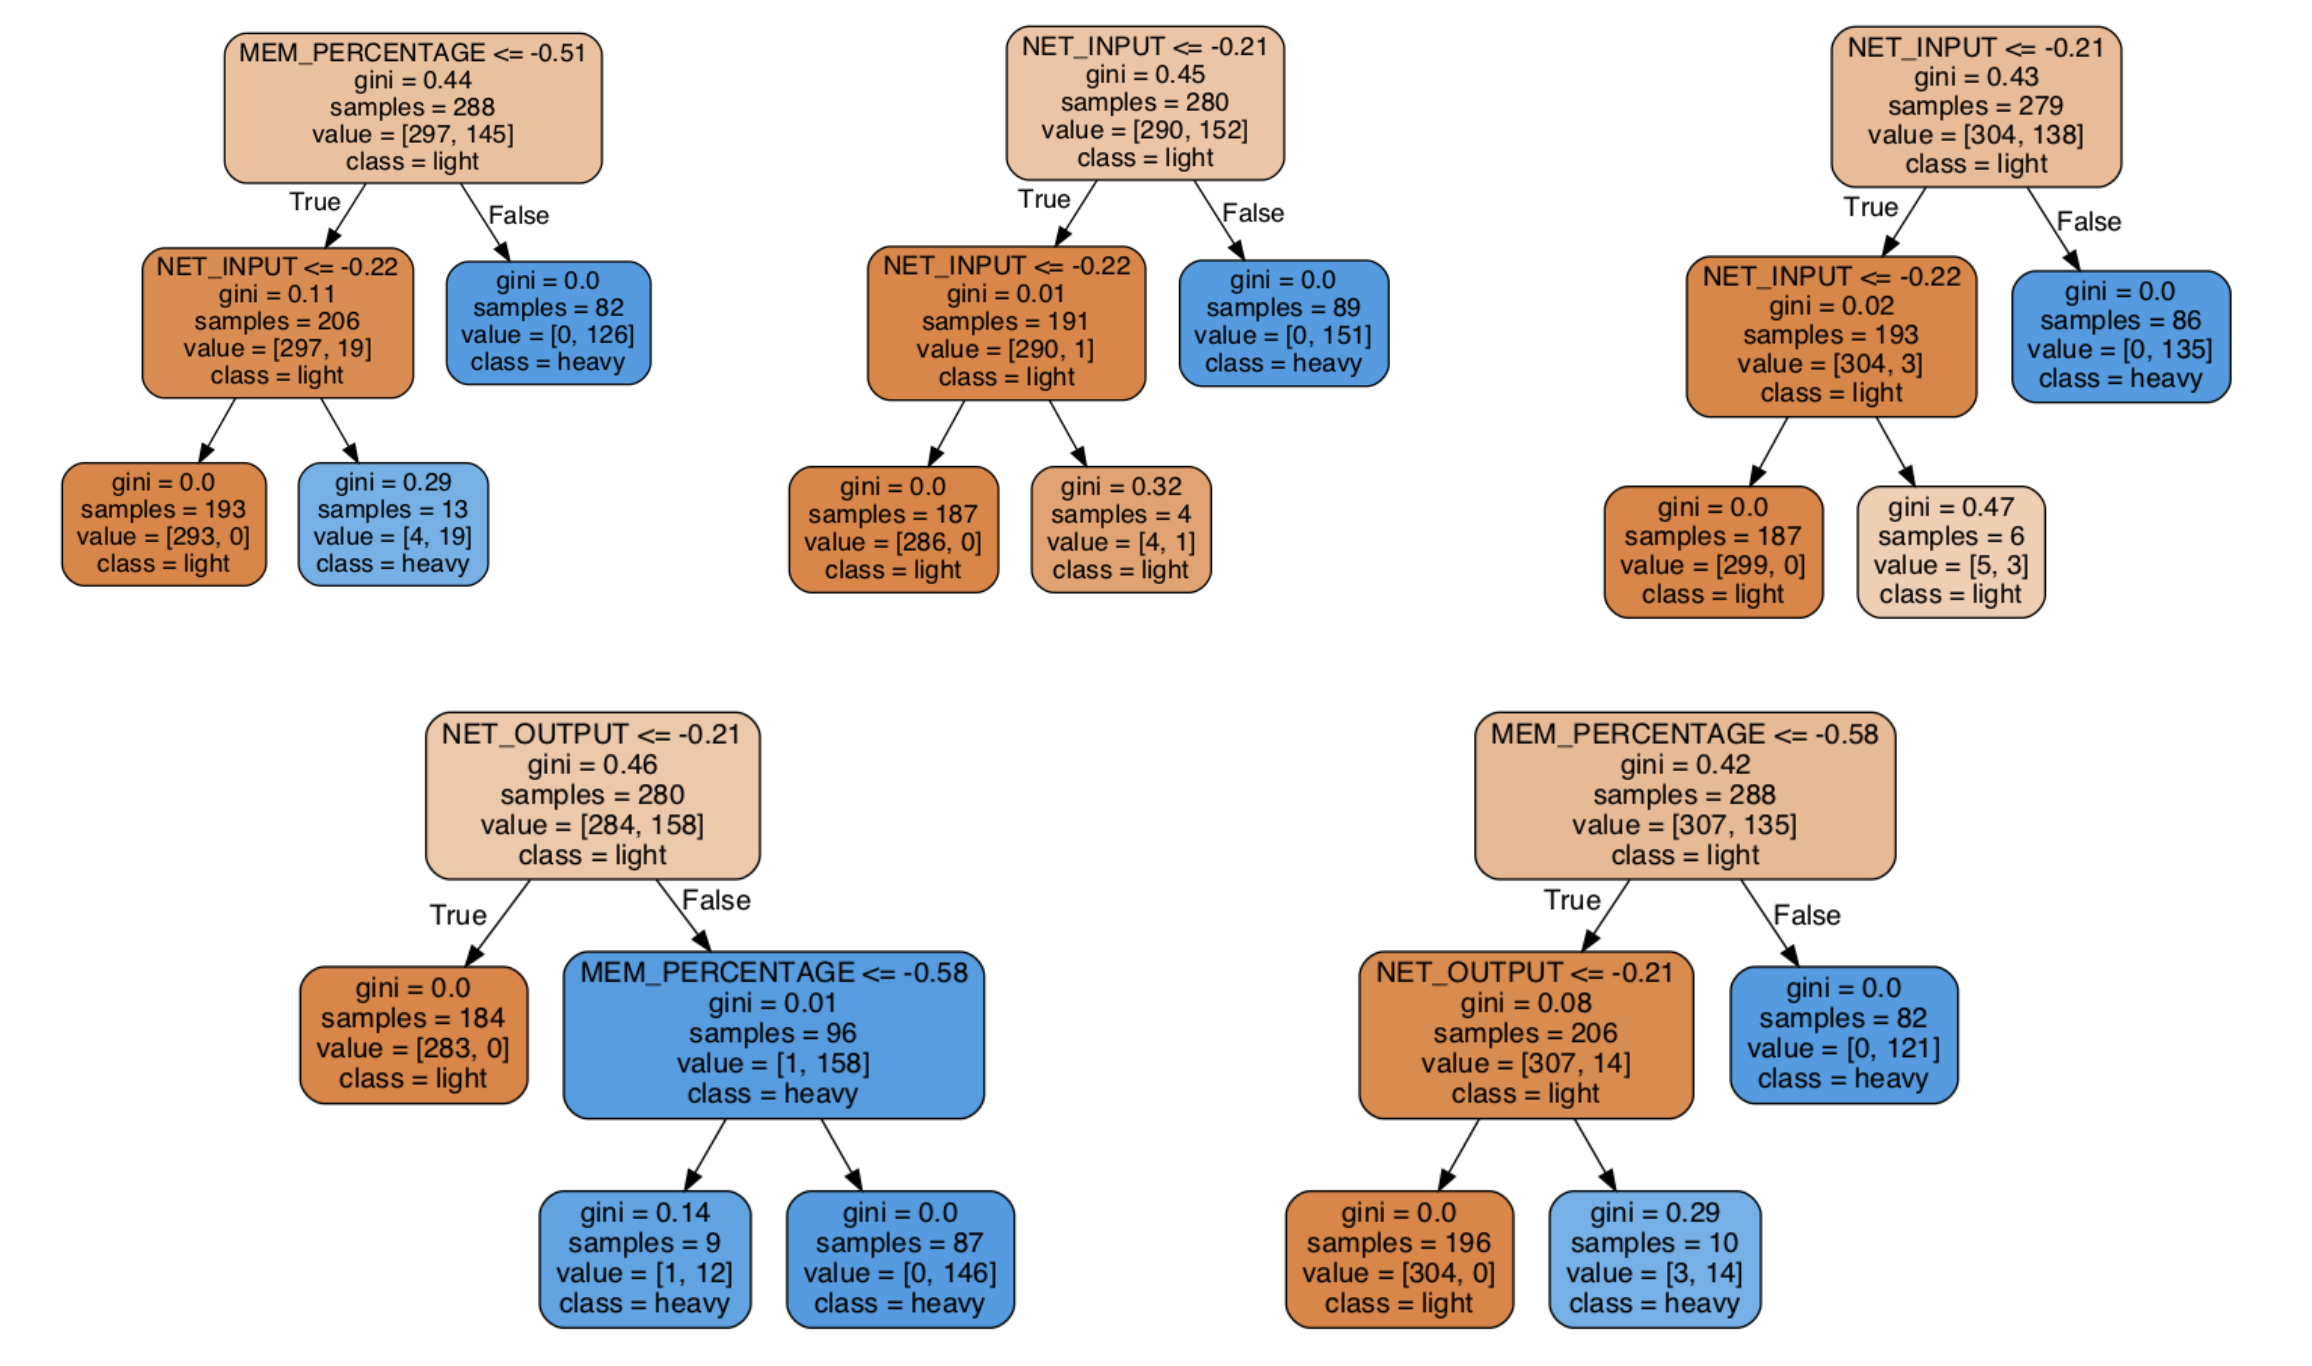 MEM_PERCENTAGE <= -0.51
gini = 0.44
samples = 288
value = [297, 145]
class = light
True
False
NET_INPUT <= -0.22
gini = 0.11
samples = 206
value = [297, 19]
class = light
gini = 0.0
samples = 82
value = [0, 126]
class = heavy
gini = 0.0
samples = 193
value = [293, 0]
class = light
gini = 0.29
samples = 13
value = [4, 19]
class = heavy
NET_INPUT <= -0.21
gini = 0.45
samples = 280
value = [290, 152]
class = light
True
False
NET_INPUT <= -0.22
gini = 0.01
samples = 191
value = [290, 1]
class = light
gini = 0.0
samples = 89
value = [0, 151]
class = heavy
gini = 0.0
samples = 187
value = [286, 0]
class = light
gini = 0.32
samples = 4
value = [4, 1]
class = light
NET_INPUT <= -0.21
gini = 0.43
samples = 279
value = [304, 138]
class = light
True
False
NET_INPUT <= -0.22
gini = 0.02
samples = 193
value = [304, 3]
class = light
gini = 0.0
samples = 86
value = [0, 135]
class = heavy
gini = 0.0
samples = 187
value = [299, 0]
class = light
gini = 0.47
samples = 6
value = [5, 3]
class = light
NET_OUTPUT <= -0.21
gini = 0.46
samples = 280
value = [284, 158]
class = light
True
False
gini = 0.0
samples = 184
value = [283, 0]
class = light
MEM_PERCENTAGE <= -0.58
gini = 0.01
samples = 96
value = [1, 158]
class = heavy
gini = 0.14
samples = 9
value = [1, 12]
class = heavy
gini = 0.0
samples = 87
value = [0, 146]
class = heavy
MEM_PERCENTAGE <= -0.58
gini = 0.42
samples = 288
value = [307, 135]
class = light
True
False
NET_OUTPUT <= -0.21
gini = 0.08
samples = 206
value = [307, 14]
class = light
gini = 0.0
samples = 82
value = [0, 121]
class = heavy
gini = 0.0
samples = 196
value = [304, 0]
class = light
gini = 0.29
samples = 10
value = [3, 14]
class = heavy